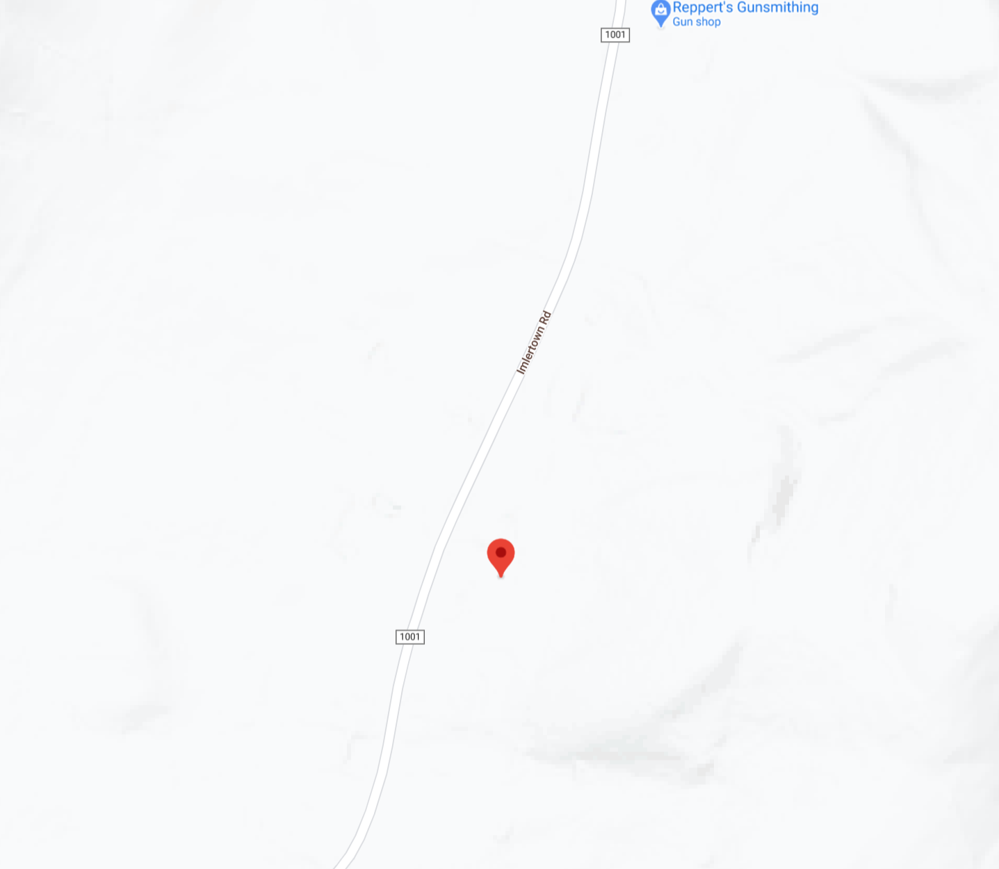 Reppert's Gunsmithing
Gun shop
1001
Imlertown Rd
1001